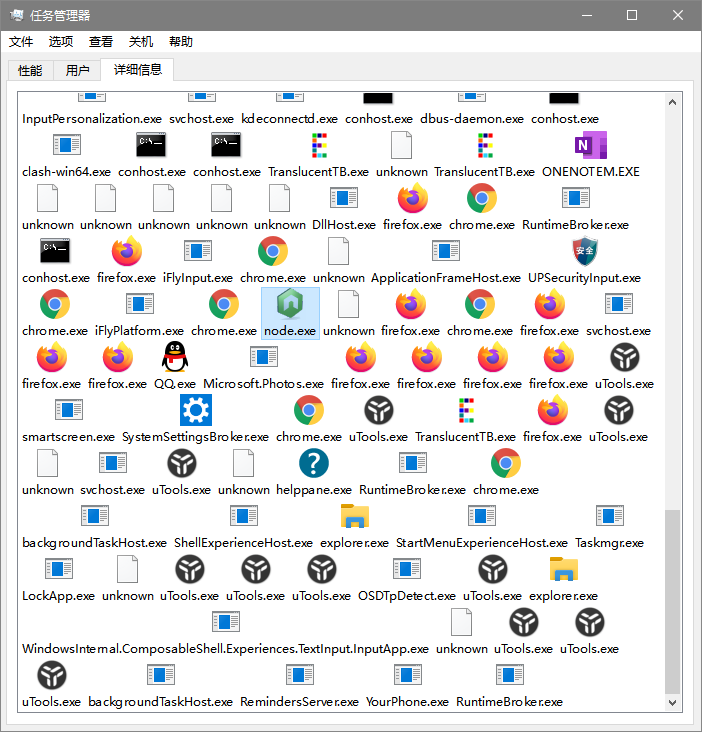 任务管理器
文件 选项 查看 关机 帮助
性能 用户 详细信息
InputPersonalization.exe svchost.exe kdeconnectd.exe conhost.exe dbus-daemon.exe conhost.exe
C:\ C:\
clash-win64.exe conhost.exe conhost.exe TranslucentTB.exe unknown TranslucentTB.exe ONENOTEM.EXE
unknown unknown unknown unknown unknown DllHost.exe firefox.exe chrome.exe RuntimeBroker.exe
C:\ 安全
conhost.exe firefox.exe iFlyInput.exe chrome.exe unknown ApplicationFrameHost.exe UPSecurityInput.exe
chrome.exe iFlyPlatform.exe chrome.exe node.exe unknown firefox.exe chrome.exe firefox.exe svchost.exe
firefox.exe firefox.exe QQ.exe Microsoft.Photos.exe firefox.exe firefox.exe firefox.exe firefox.exe uTools.exe
smartscreen.exe SystemSettingsBroker.exe chrome.exe uTools.exe TranslucentTB.exe firefox.exe uTools.exe
unknown svchost.exe uTools.exe unknown helppane.exe RuntimeBroker.exe chrome.exe
backgroundTaskHost.exe ShellExperienceHost.exe explorer.exe StartMenuExperienceHost.exe Taskmgr.exe
LockApp.exe unknown uTools.exe uTools.exe uTools.exe OSDTpDetect.exe uTools.exe explorer.exe
WindowsInternal.ComposableShell.Experiences.TextInput.InputApp.exe unknown uTools.exe uTools.exe
uTools.exe backgroundTaskHost.exe RemindersServer.exe YourPhone.exe RuntimeBroker.exe